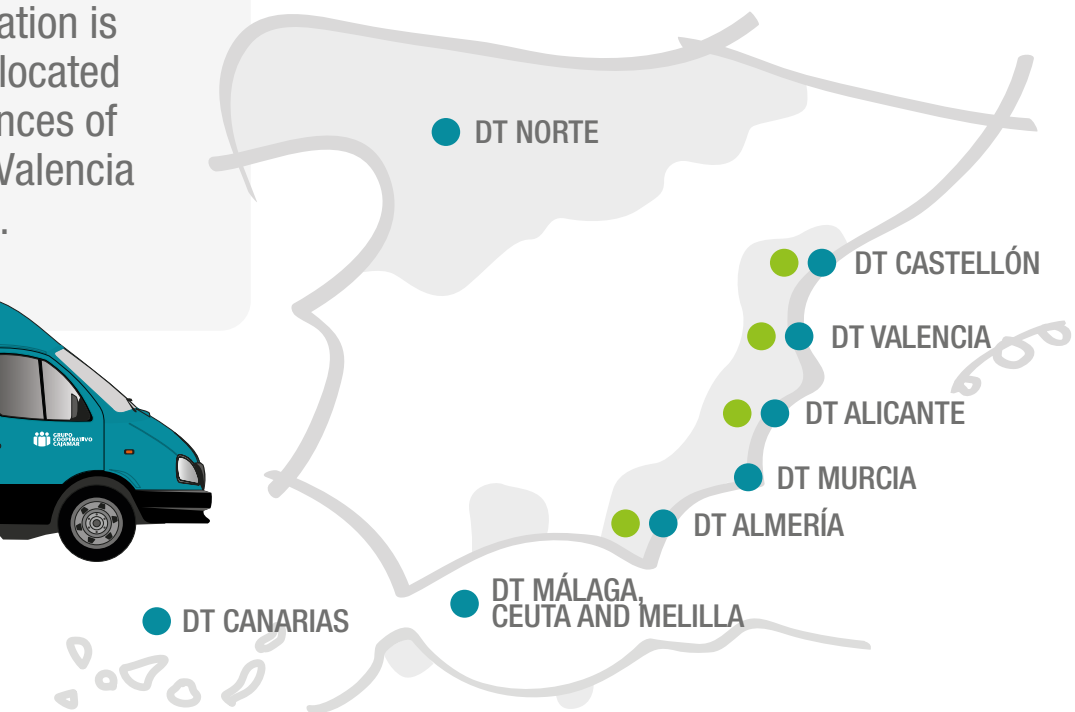 ation is
located
nces of
Valencia
.
DT NORTE
DT CASTELLÓN
DT VALENCIA
DT ALICANTE
DT MURCIA
DT ALMERÍA
DT MÁLAGA,
CEUTA AND MELILLA
DT CANARIAS
GRUPO
COOPERATIVO
CAJAMAR